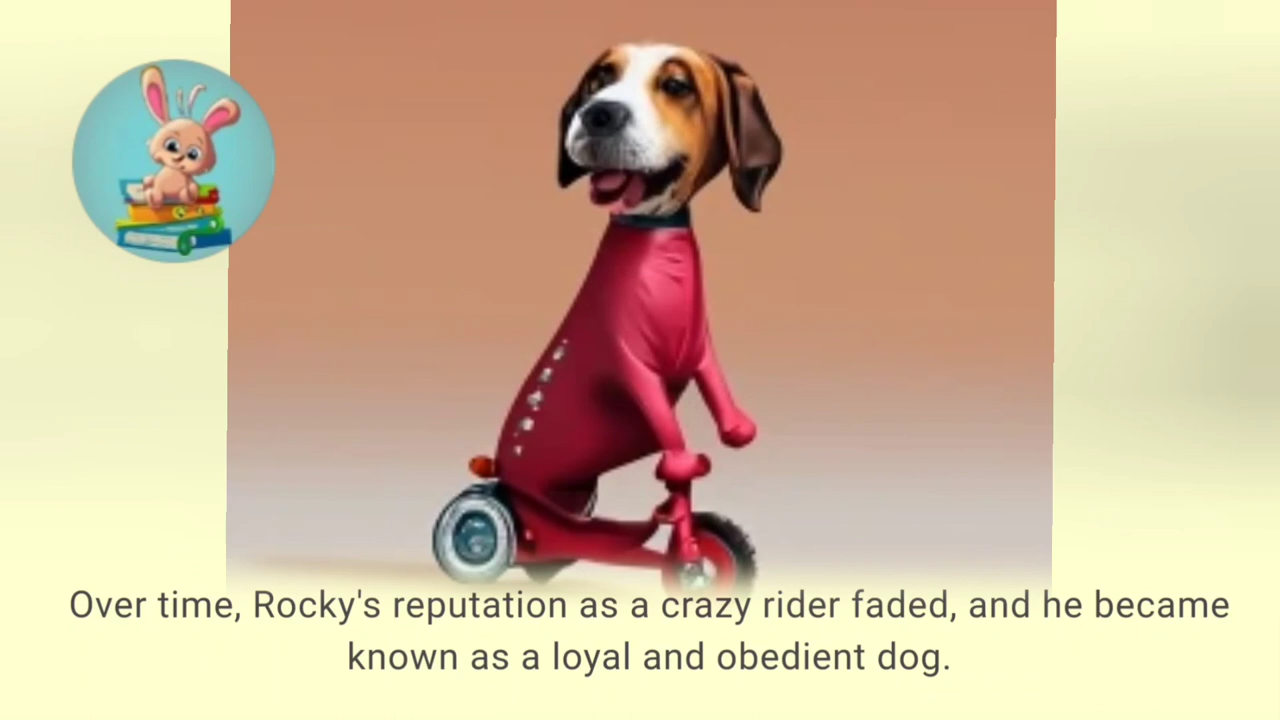 Over time, Rocky's reputation as a crazy rider faded, and he became
known as a loyal and obedient dog.